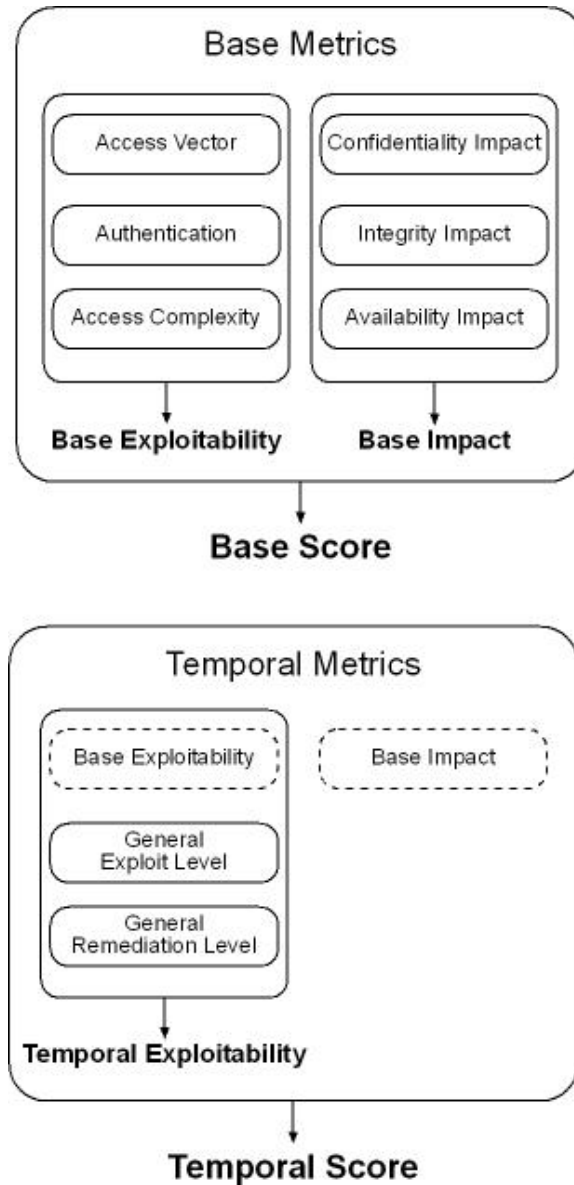 Base Metrics
Access Vector
Authentication
Access Complexity
Base Exploitability
Confidentiality Impact
Integrity Impact
Availability Impact
Base Impact
Base Score
Temporal Metrics
Base Exploitability
General
Exploit Level
General
Remediation Level
Temporal Exploitability
Base Impact
Temporal Score